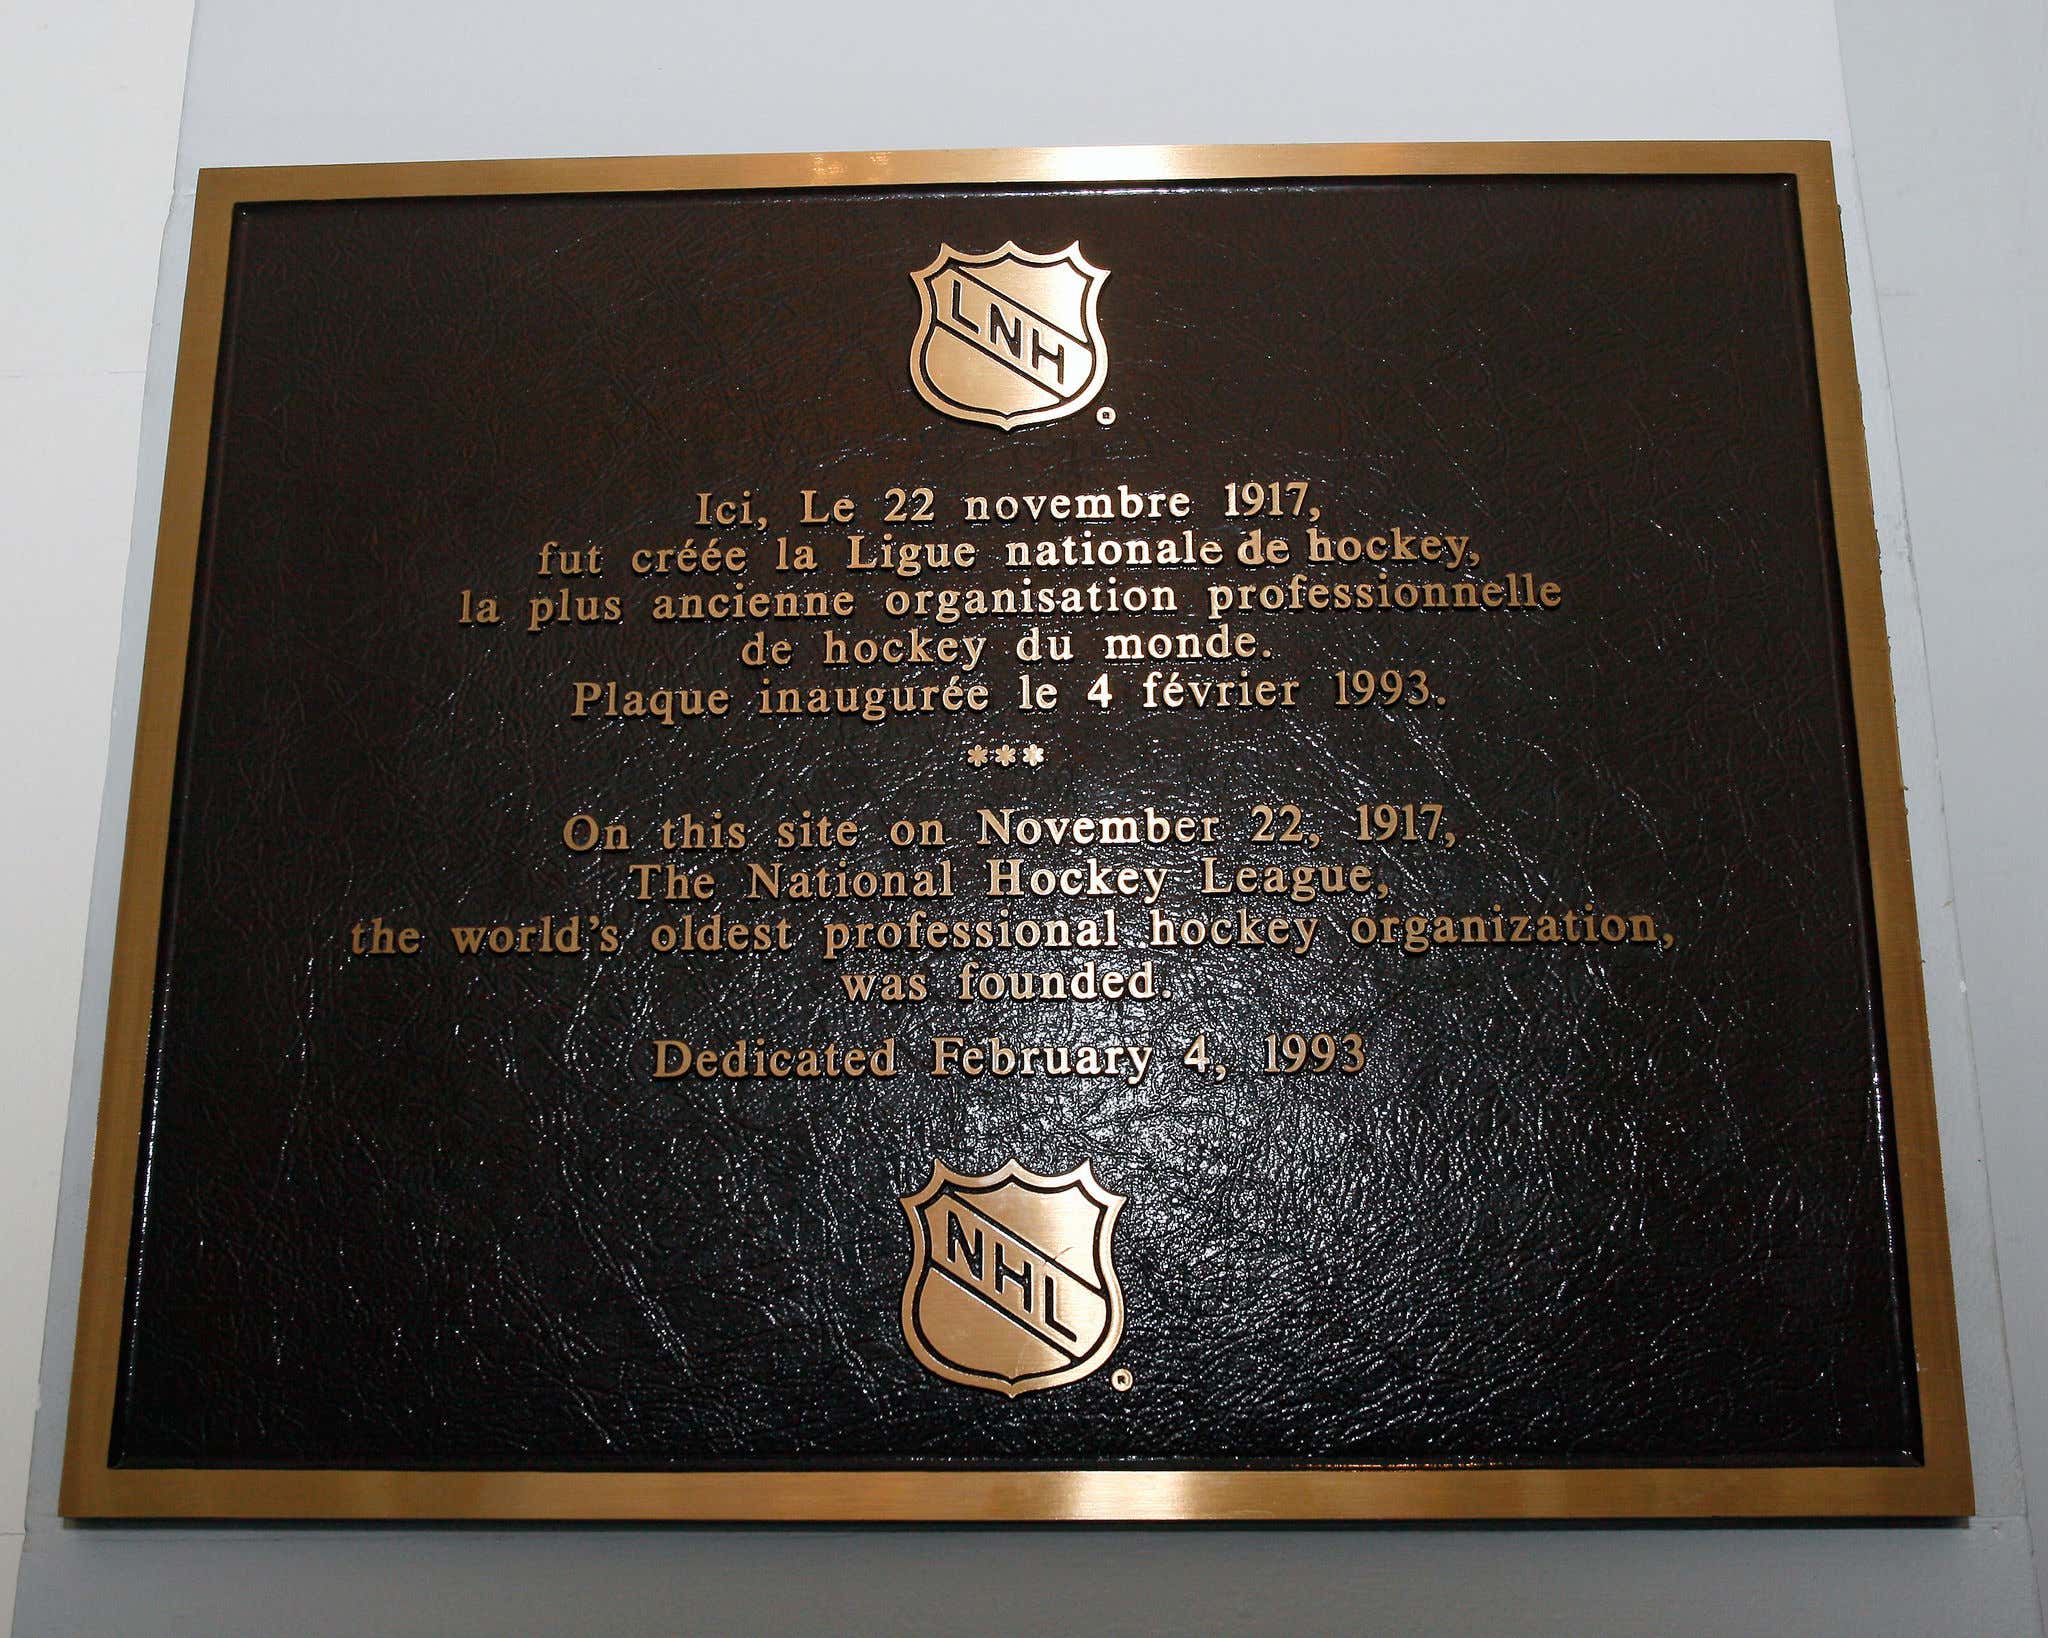 LNH
Ici, Le 22 novembre 1917,
fut créée la Ligue nationale de hockey,
la plus ancienne organisation professionnelle
de hockey du monde.
Plaque inaugurée le 4 février 1993.
***
On this site on November 22, 1917,
The National Hockey League,
the world's oldest professional hockey organization,
was founded.
Dedicated February 4, 1993
NHL
®